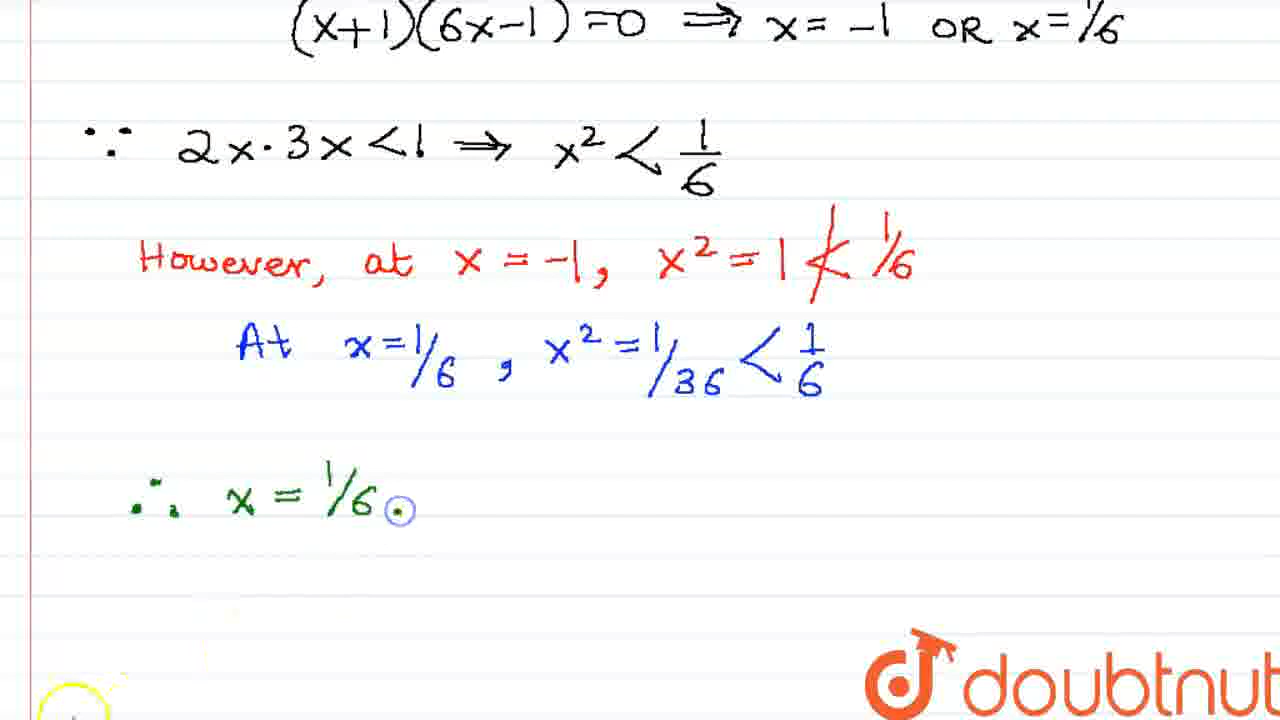 (x+1)(6x-1)=0 ⇒ x = -1 OR x = 1/6
∵ 2x·3x<1 ⇒ x² < 1/6
However, at x = -1, x² = 1 ≮ 1/6
At x = 1/6, x² = 1/36 < 1/6
∴ x = 1/6.
doubtnut